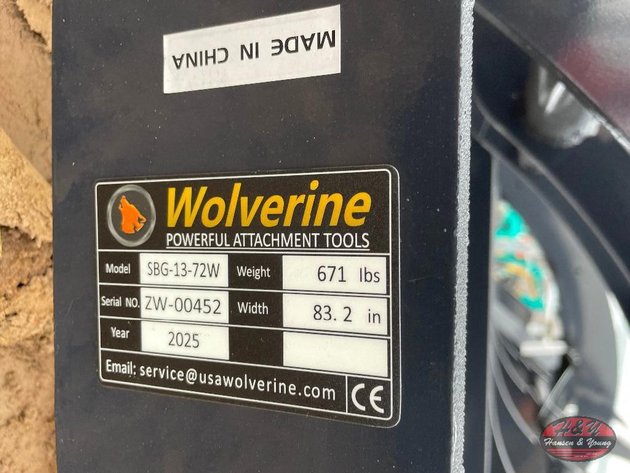 MADE IN CHINA
Wolverine
POWERFUL ATTACHMENT TOOLS
Model SBG-13-72W Weight 671 lbs
Serial NO. ZW-00452 Width 83.2 in
Year 2025
Email: service@usawolverine.com CE
H&Y
Hansen & Young